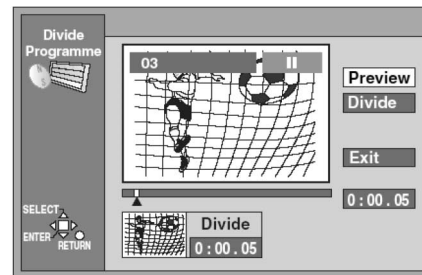 Divide
Programme
03
Preview
Divide
Exit
0:00.05
SELECT
ENTER
RETURN
Divide
0:00.05